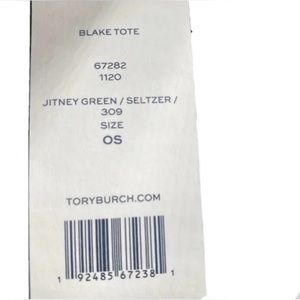 BLAKE TOTE
67282
1120
JITNEY GREEN / SELTZER /
309
SIZE
OS
TORYBURCH.COM
1 92485 67238 1